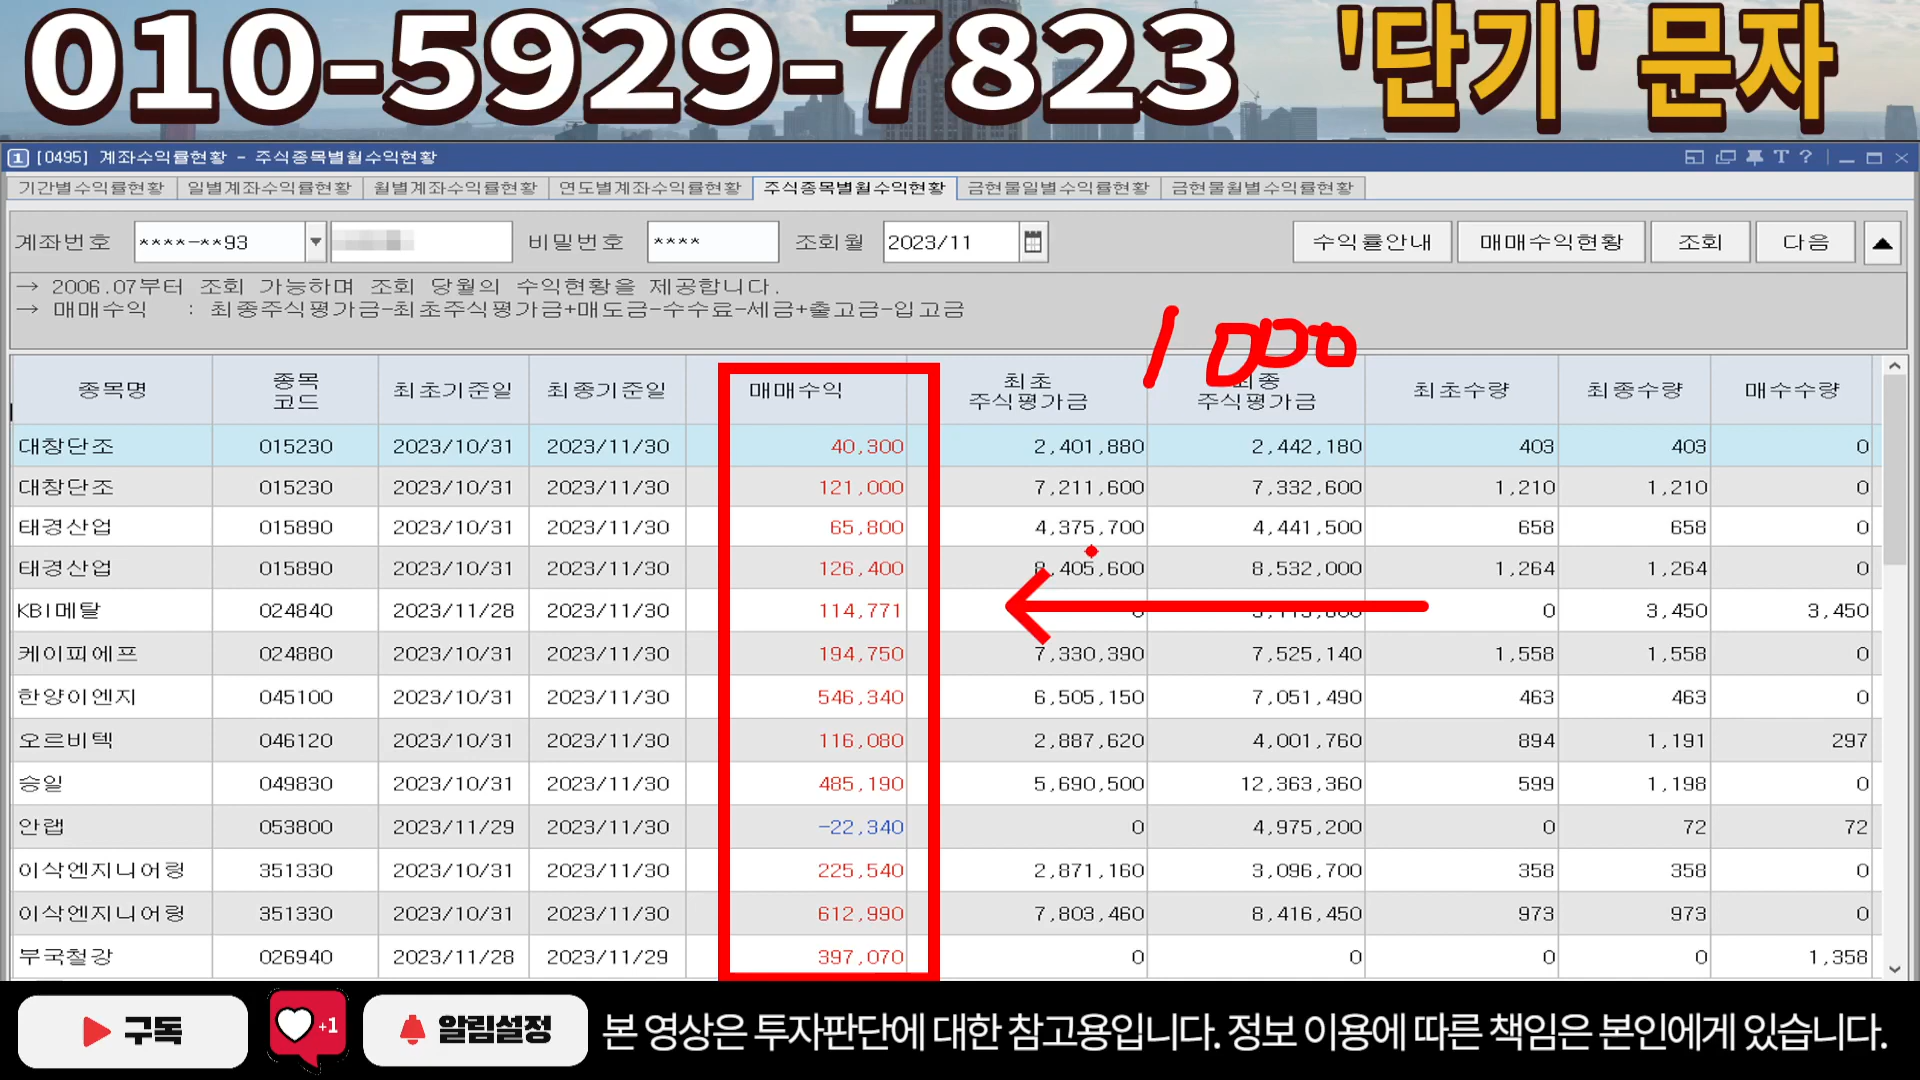 010-5929-7823 '단기' 문자
1 [0495] 계좌수익률현황 - 주식종목별월수익현황 T ?
기간별수익률현황 일별계좌수익률현황 월별계좌수익률현황 연도별계좌수익률현황 주식종목별월수익현황 금현물일별수익률현황 금현물월별수익률현황
계좌번호 ****-**93 비밀번호 **** 조회월 2023/11 수익률안내 매매수익현황 조회 다음
→ 2006.07부터 조회 가능하며 조회 당월의 수익현황을 제공합니다.
→ 매매수익 : 최종주식평가금-최초주식평가금+매도금-수수료-세금+출고금-입고금
1000
종목명 종목코드 최초기준일 최종기준일 매매수익 최초주식평가금 최종주식평가금 최초수량 최종수량 매수수량
대창단조 015230 2023/10/31 2023/11/30 40,300 2,401,880 2,442,180 403 403 0
대창단조 015230 2023/10/31 2023/11/30 121,000 7,211,600 7,332,600 1,210 1,210 0
태경산업 015890 2023/10/31 2023/11/30 65,800 4,375,700 4,441,500 658 658 0
태경산업 015890 2023/10/31 2023/11/30 126,400 8,405,600 8,532,000 1,264 1,264 0
KBI메탈 024840 2023/11/28 2023/11/30 114,771 0 0 3,450 3,450
케이피에프 024880 2023/10/31 2023/11/30 194,750 7,330,390 7,525,140 1,558 1,558 0
한양이엔지 045100 2023/10/31 2023/11/30 546,340 6,505,150 7,051,490 463 463 0
오르비텍 046120 2023/10/31 2023/11/30 116,080 2,887,620 4,001,760 894 1,191 297
승일 049830 2023/10/31 2023/11/30 485,190 5,690,500 12,363,360 599 1,198 0
안랩 053800 2023/11/29 2023/11/30 -22,340 0 4,975,200 0 72 72
이삭엔지니어링 351330 2023/10/31 2023/11/30 225,540 2,871,160 3,096,700 358 358 0
이삭엔지니어링 351330 2023/10/31 2023/11/30 612,990 7,803,460 8,416,450 973 973 0
부국철강 026940 2023/11/28 2023/11/29 397,070 0 0 0 0 1,358
구독 +1 알림설정 본 영상은 투자판단에 대한 참고용입니다. 정보 이용에 따른 책임은 본인에게 있습니다.